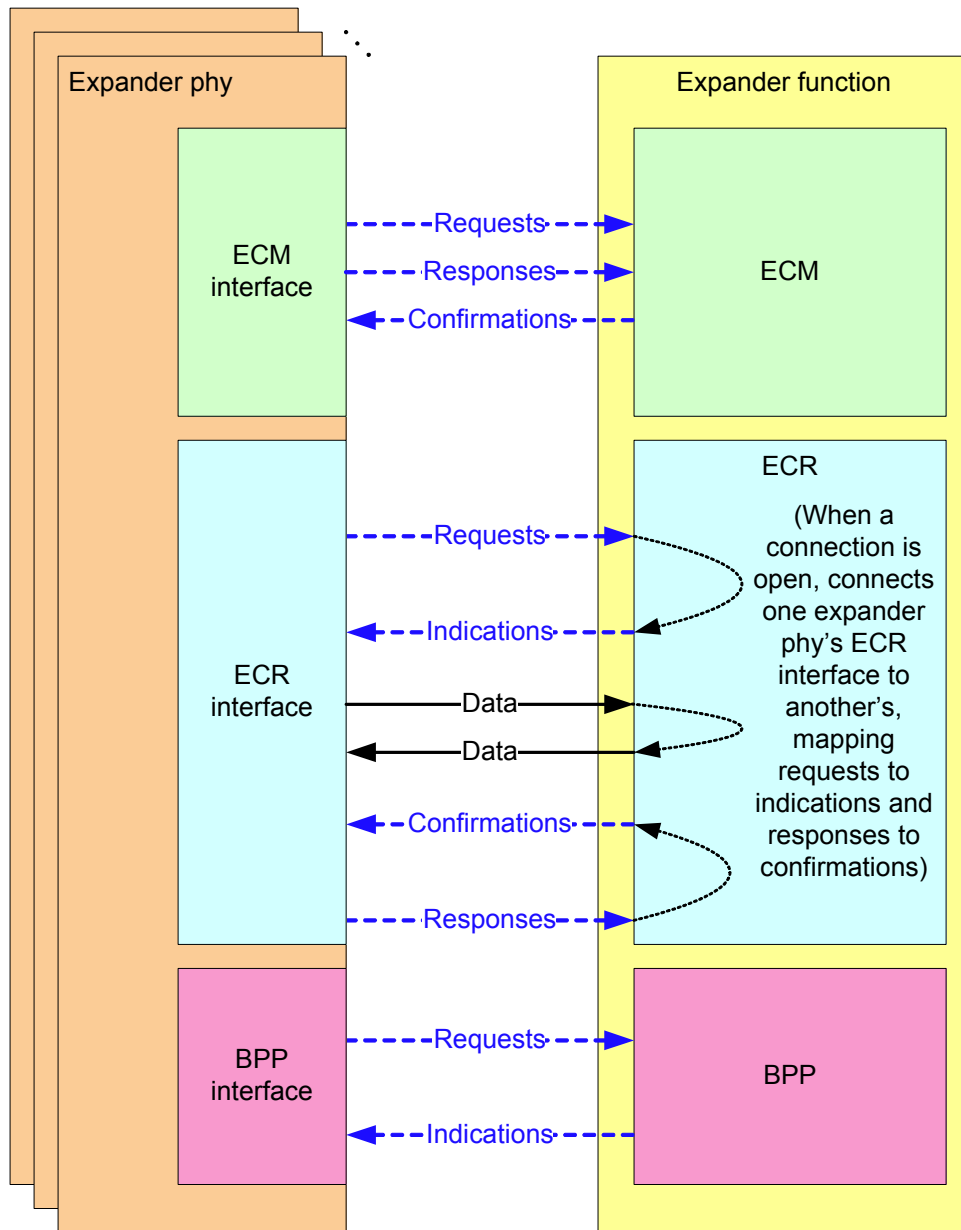 Expander phy
Expander function
ECM
interface
Requests
Responses
Confirmations
ECM
ECR
interface
Requests
Indications
Data
Data
Confirmations
Responses
ECR
(When a
connection is
open, connects
one expander
phy's ECR
interface to
another's,
mapping
requests to
indications and
responses to
confirmations)
BPP
interface
Requests
Indications
BPP